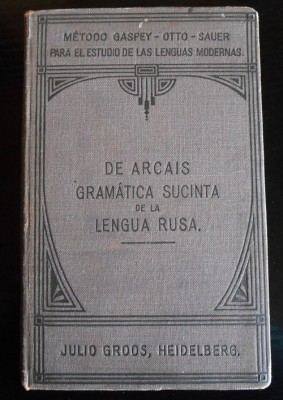 MÉTODO GASPEY - OTTO - SAUER
PARA EL ESTUDIO DE LAS LENGUAS MODERNAS.
DE ARCAIS
GRAMÁTICA SUCINTA
DE LA
LENGUA RUSA.
JULIO GROOS, HEIDELBERG.